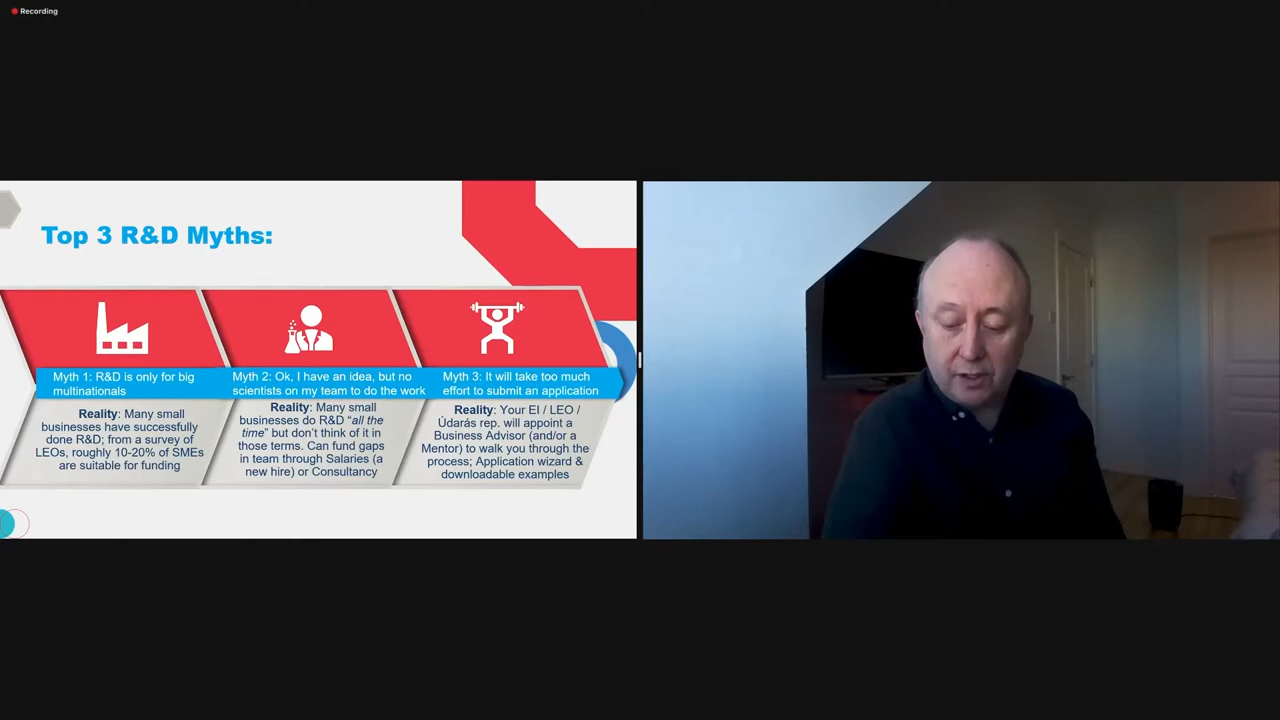 Recording
Top 3 R&D Myths:
Myth 1: R&D is only for big
multinationals
Reality: Many small
businesses have successfully
done R&D; from a survey of
LEOs, roughly 10-20% of SMEs
are suitable for funding
Myth 2: Ok, I have an idea, but no
scientists on my team to do the work
Reality: Many small
businesses do R&D “all the
time” but don’t think of it in
those terms. Can fund gaps
in team through Salaries (a
new hire) or Consultancy
Myth 3: It will take too much
effort to submit an application
Reality: Your EI / LEO /
Údarás rep. will appoint a
Business Advisor (and/or a
Mentor) to walk you through the
process; Application wizard &
downloadable examples